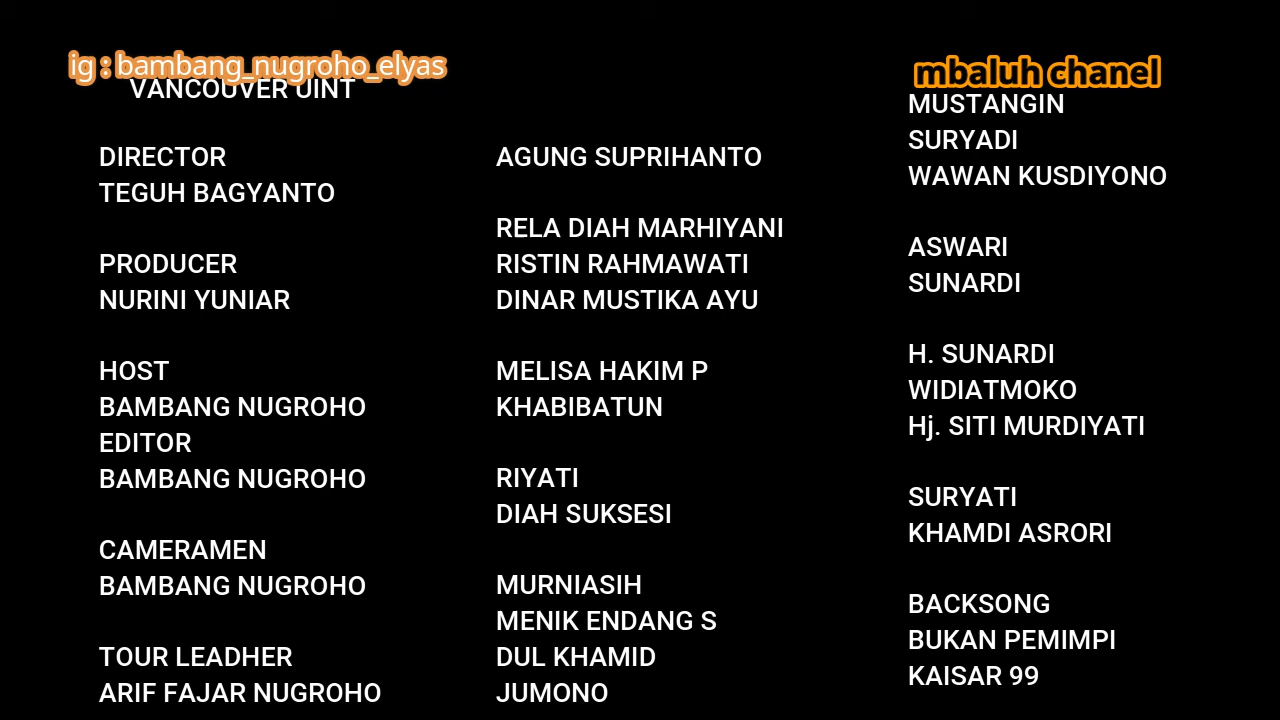 ig : bambang_nugroho_elyas
VANCOUVER UINT
DIRECTOR
TEGUH BAGYANTO
PRODUCER
NURINI YUNIAR
HOST
BAMBANG NUGROHO
EDITOR
BAMBANG NUGROHO
CAMERAMEN
BAMBANG NUGROHO
TOUR LEADHER
ARIF FAJAR NUGROHO
AGUNG SUPRIHANTO
RELA DIAH MARHIYANI
RISTIN RAHMAWATI
DINAR MUSTIKA AYU
MELISA HAKIM P
KHABIBATUN
RIYATI
DIAH SUKSESI
MURNIASIH
MENIK ENDANG S
DUL KHAMID
JUMONO
mbaluh chanel
MUSTANGIN
SURYADI
WAWAN KUSDIYONO
ASWARI
SUNARDI
H. SUNARDI
WIDIATMOKO
Hj. SITI MURDIYATI
SURYATI
KHAMDI ASRORI
BACKSONG
BUKAN PEMIMPI
KAISAR 99